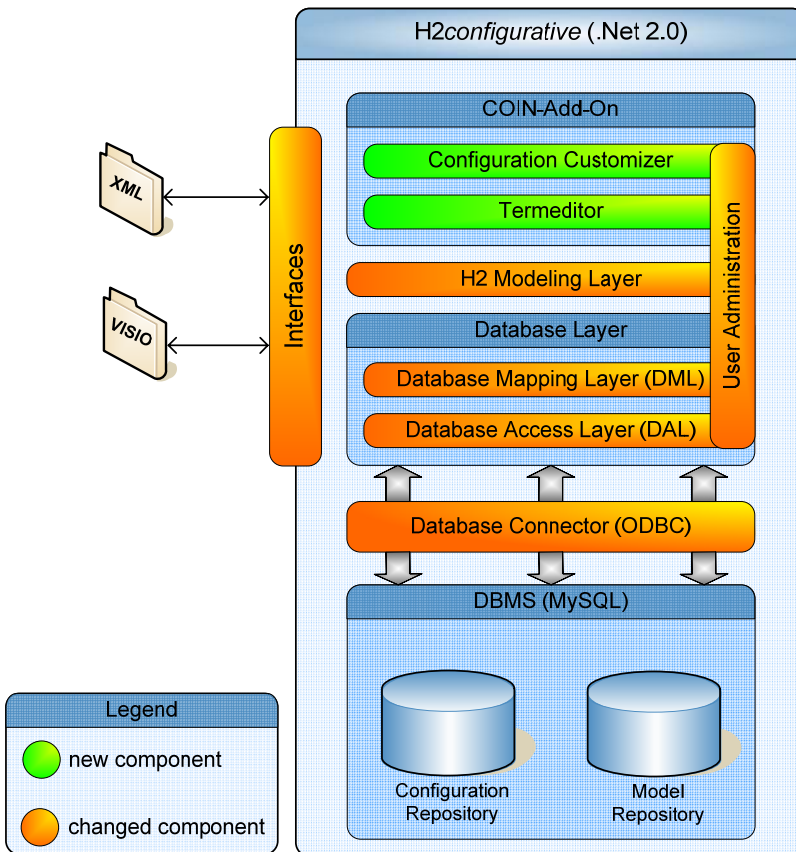 H2configurative (.Net 2.0)
COIN-Add-On
Configuration Customizer
Termeditor
H2 Modeling Layer
Database Layer
Database Mapping Layer (DML)
Database Access Layer (DAL)
User Administration
Interfaces
XML
VISIO
Database Connector (ODBC)
DBMS (MySQL)
Configuration
Repository
Model
Repository
Legend
new component
changed component